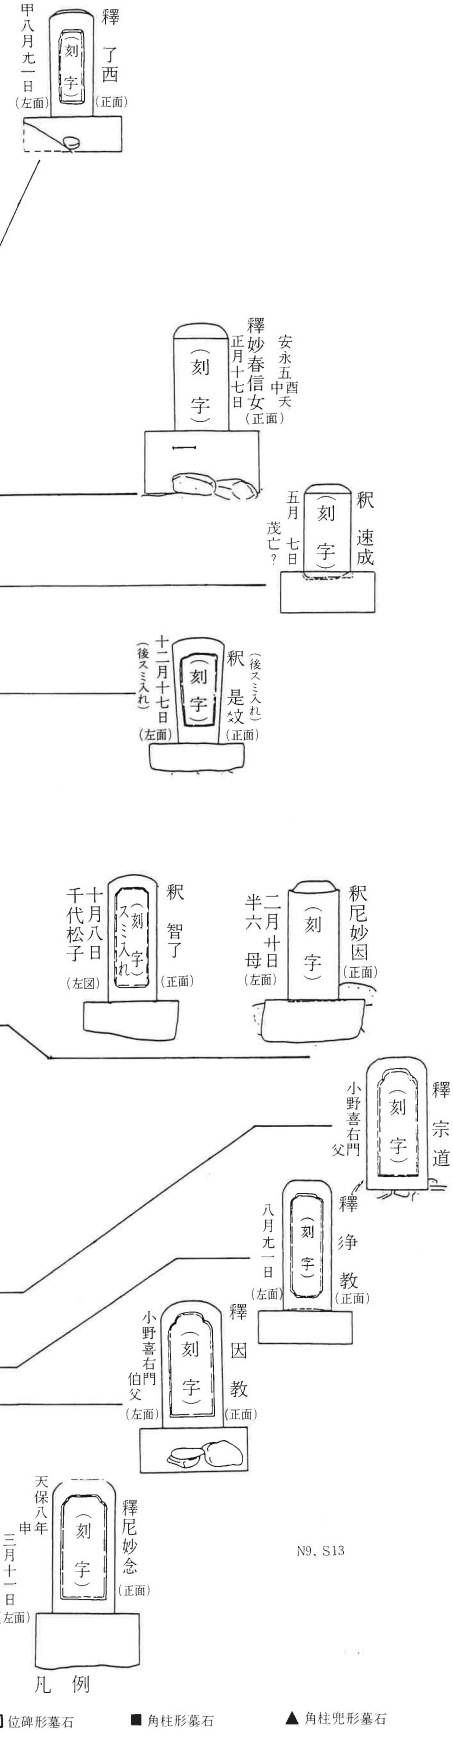 釋 了西
(正面)
(刻字)
甲八月尤一日
(左面)
安永五酉
中天
釋妙春信女
(正面)
正月十七日
(刻字)
釈 速成
(刻字)
五月 七日
茂亡?
(後スミ入れ)
釈 是
(正面)
(刻字)
十二月十七日
(後スミ入れ)
(左面)
釈 智了
(正面)
(刻字)
スミ入れ
十月八日
千代松子
(左図)
釈尼妙因
(正面)
(刻字)
二月廾日
半六 母
(左面)
釋 宗道
(刻字)
小野喜右門
父
釋 浄 教
(正面)
(刻字)
八月尤一日
(左面)
釋 因 教
(正面)
(刻字)
小野喜右門
伯父
(左面)
釋尼妙念
(正面)
(刻字)
天保八年
申
三月十一日
左面)
N9, S13
凡 例
位碑形墓石
■ 角柱形墓石
▲ 角柱兜形墓石